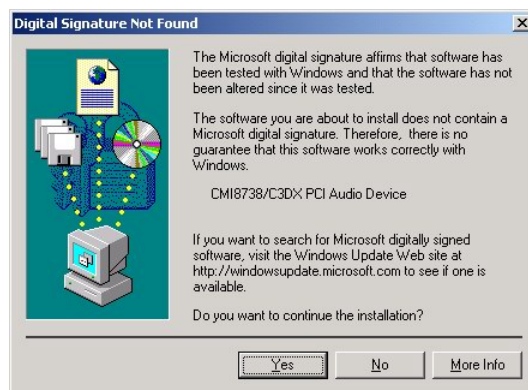 Digital Signature Not Found
The Microsoft digital signature affirms that software has
been tested with Windows and that the software has not
been altered since it was tested.
The software you are about to install does not contain a
Microsoft digital signature. Therefore, there is no
guarantee that this software works correctly with
Windows.
CMI8738/C3DX PCI Audio Device
If you want to search for Microsoft digitally signed
software, visit the Windows Update Web site at
http://windowsupdate.microsoft.com to see if one is
available.
Do you want to continue the installation?
Yes No More Info